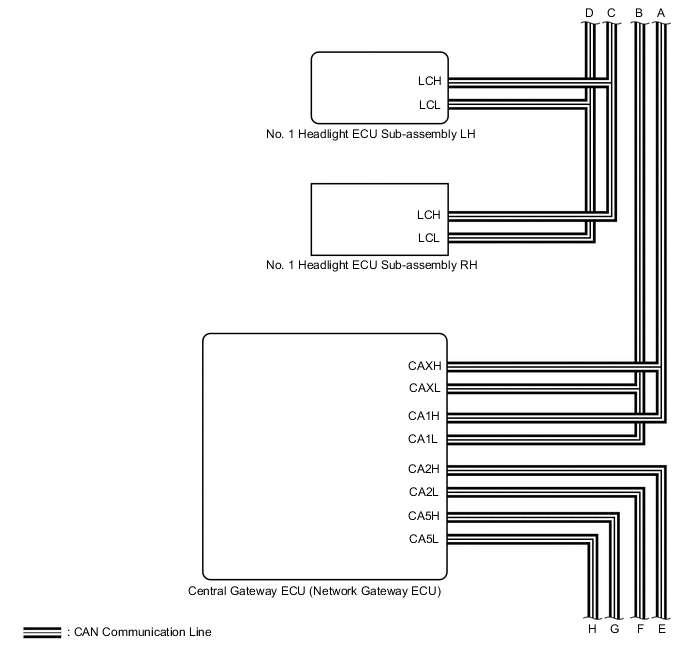 D C B A
LCH
LCL
No. 1 Headlight ECU Sub-assembly LH
LCH
LCL
No. 1 Headlight ECU Sub-assembly RH
CAXH
CAXL
CA1H
CA1L
CA2H
CA2L
CA5H
CA5L
Central Gateway ECU (Network Gateway ECU)
H G F E
: CAN Communication Line